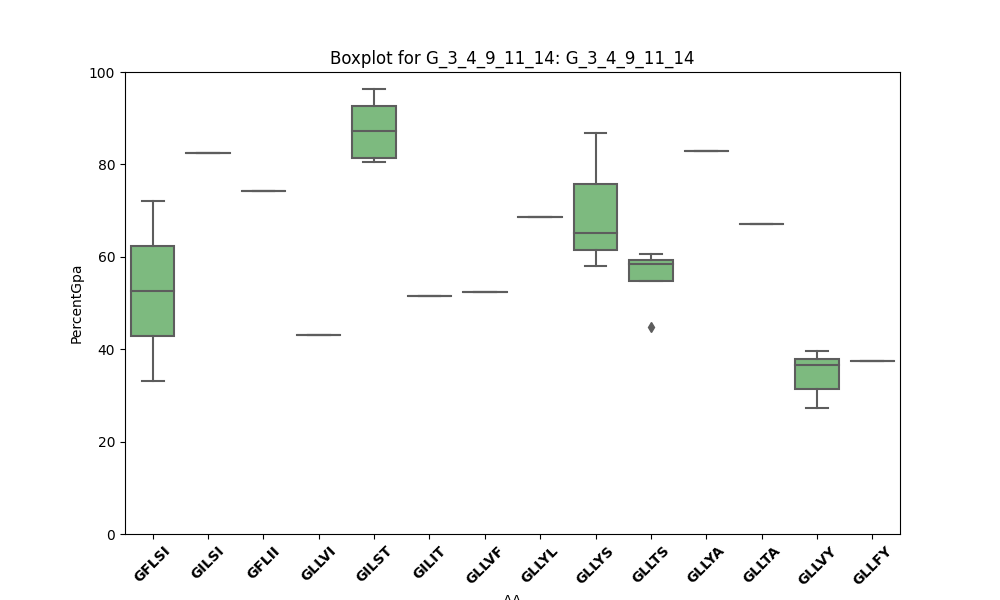 Boxplot for G_3_4_9_11_14: G_3_4_9_11_14
100
80
60
40
20
0
PercentGpa
GFLSI GILSI GFLII GLLVI GILST GILIT GLLVF GLLYL GLLYS GLLTS GLLYA GLLTA GLLVY GLLFY
AA